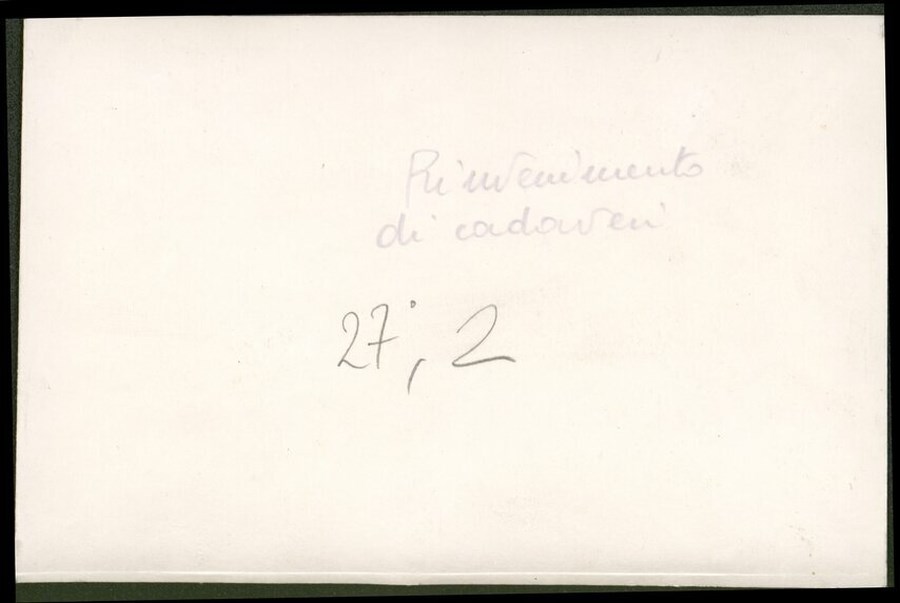 Rinvenimento
di cadaveri
27, 2